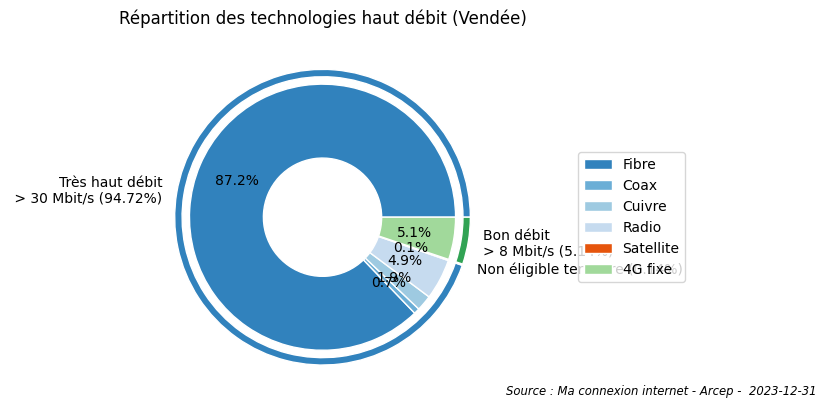 Répartition des technologies haut débit (Vendée)
Très haut débit
> 30 Mbit/s (94.72%)
87.2%
5.1%
0.1%
4.9%
1.9%
0.7%
Bon débit
> 8 Mbit/s (5.
Non éligible
Fibre
Coax
Cuivre
Radio
Satellite
4G fixe
Source : Ma connexion internet - Arcep - 2023-12-31